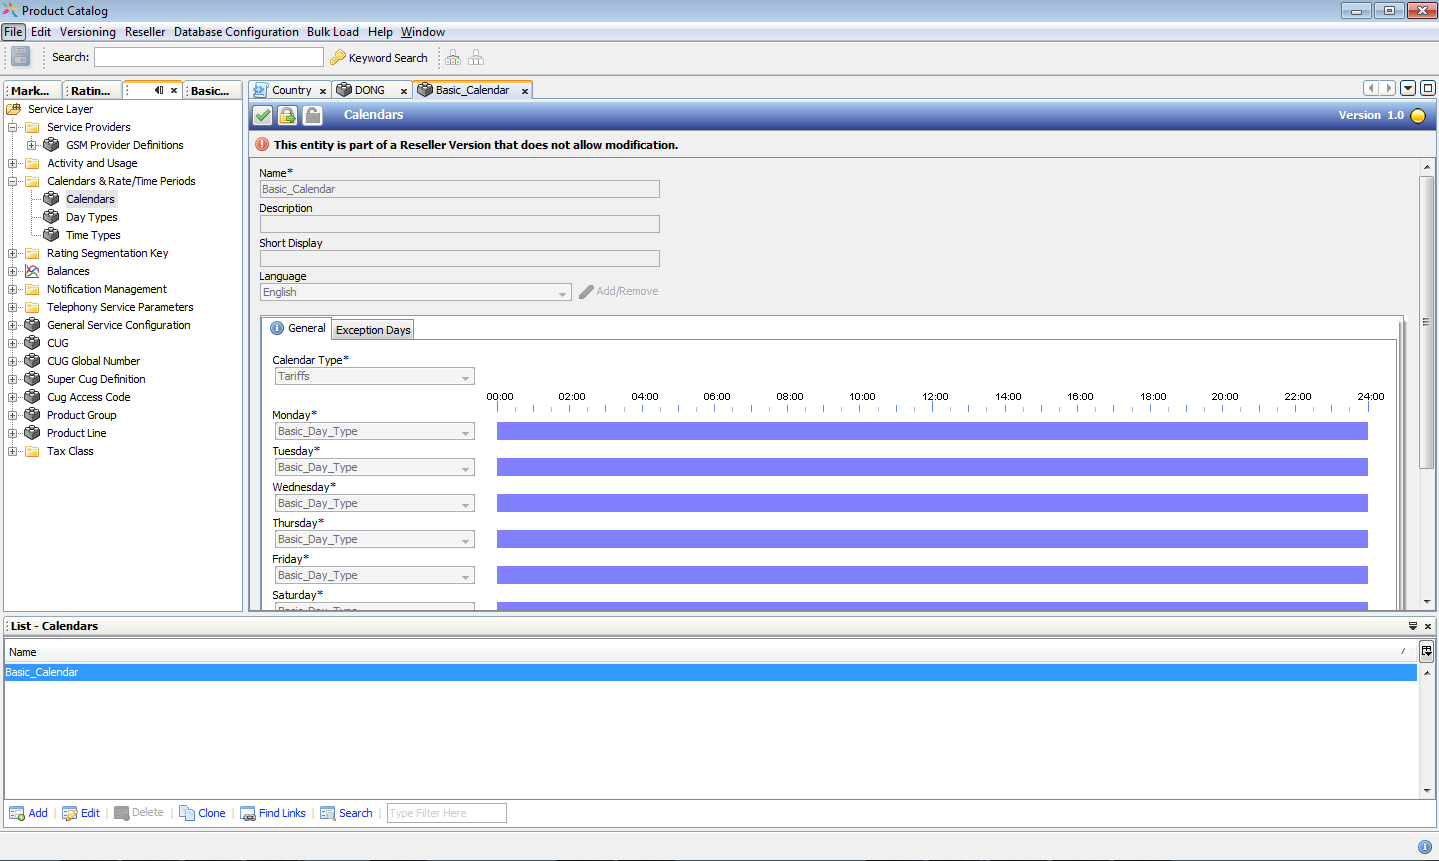 Product Catalog
File Edit Versioning Reseller Database Configuration Bulk Load Help Window
Search: Keyword Search
Mark... Ratin... Basic...
Country DONG Basic_Calendar
Service Layer
Service Providers
GSM Provider Definitions
Activity and Usage
Calendars & Rate/Time Periods
Calendars
Day Types
Time Types
Rating Segmentation Key
Balances
Notification Management
Telephony Service Parameters
General Service Configuration
CUG
CUG Global Number
Super Cug Definition
Cug Access Code
Product Group
Product Line
Tax Class
Calendars Version 1.0
This entity is part of a Reseller Version that does not allow modification.
Name*
Basic_Calendar
Description
Short Display
Language
English Add/Remove
General Exception Days
Calendar Type*
Tariffs
00:00 02:00 04:00 06:00 08:00 10:00 12:00 14:00 16:00 18:00 20:00 22:00 24:00
Monday*
Basic_Day_Type
Tuesday*
Basic_Day_Type
Wednesday*
Basic_Day_Type
Thursday*
Basic_Day_Type
Friday*
Basic_Day_Type
Saturday*
Basic_Day_Type
List - Calendars
Name
Basic_Calendar
Add Edit Delete Clone Find Links Search Type Filter Here